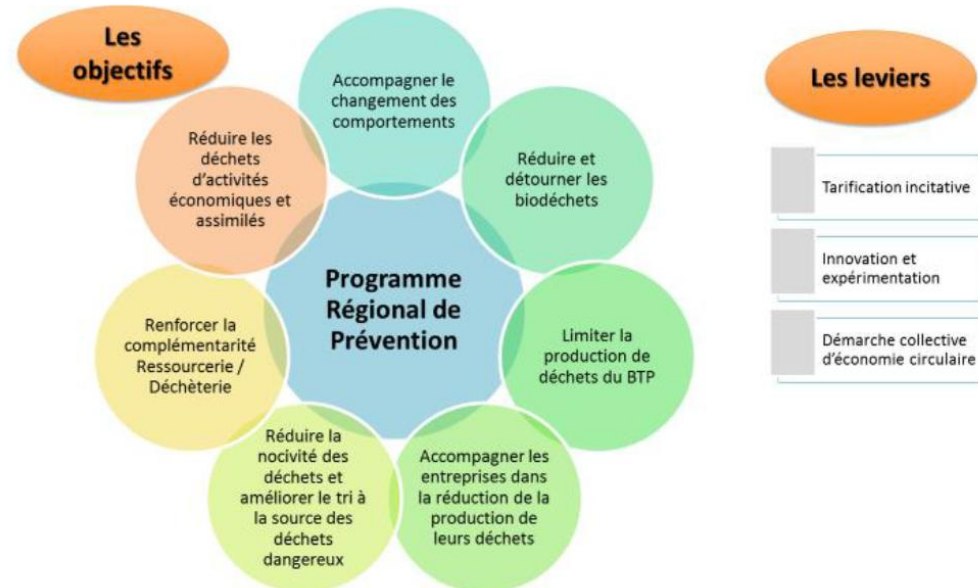 Les
objectifs
Accompagner le
changement des
comportements
Réduire et
détourner les
biodéchets
Limiter la
production de
déchets du BTP
Accompagner les
entreprises dans
la réduction de la
production de
leurs déchets
Réduire la
nocivité des
déchets et
améliorer le tri à
la source des
déchets
dangereux
Renforcer la
complémentarité
Ressourcerie /
Déchèterie
Réduire les
déchets
d'activités
économiques et
assimilés
Programme
Régional de
Prévention
Les leviers
Tarification incitative
Innovation et
expérimentation
Démarche collective
d'économie circulaire